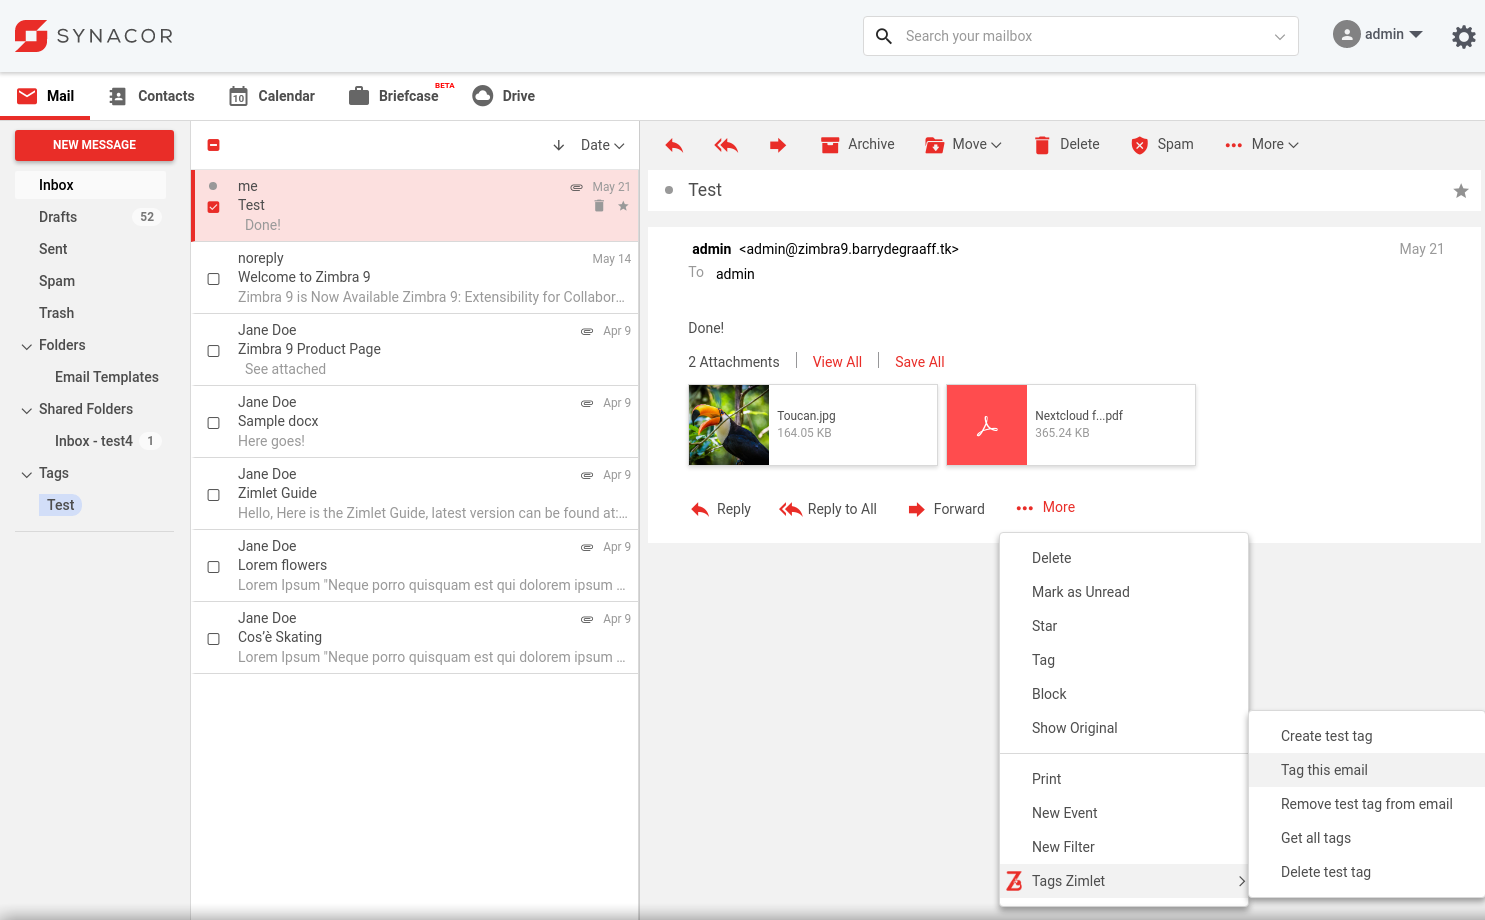 SYNACOR
Search your mailbox
admin
Mail
Contacts
10
Calendar
Briefcase
BETA
Drive
NEW MESSAGE
Inbox
Drafts 52
Sent
Spam
Trash
Folders
Email Templates
Shared Folders
Inbox - test4 1
Tags
Test
Date
me May 21
Test
Done!
noreply May 14
Welcome to Zimbra 9
Zimbra 9 is Now Available Zimbra 9: Extensibility for Collabor...
Jane Doe Apr 9
Zimbra 9 Product Page
See attached
Jane Doe Apr 9
Sample docx
Here goes!
Jane Doe Apr 9
Zimlet Guide
Hello, Here is the Zimlet Guide, latest version can be found at:...
Jane Doe Apr 9
Lorem flowers
Lorem Ipsum "Neque porro quisquam est qui dolorem ipsum ...
Jane Doe Apr 9
Cos'è Skating
Lorem Ipsum "Neque porro quisquam est qui dolorem ipsum ...
Archive
Move
Delete
Spam
More
Test
admin <admin@zimbra9.barrydegraaff.tk> May 21
To admin
Done!
2 Attachments View All Save All
Toucan.jpg
164.05 KB
Nextcloud f...pdf
365.24 KB
Reply
Reply to All
Forward
More
Delete
Mark as Unread
Star
Tag
Block
Show Original
Print
New Event
New Filter
Tags Zimlet
Create test tag
Tag this email
Remove test tag from email
Get all tags
Delete test tag